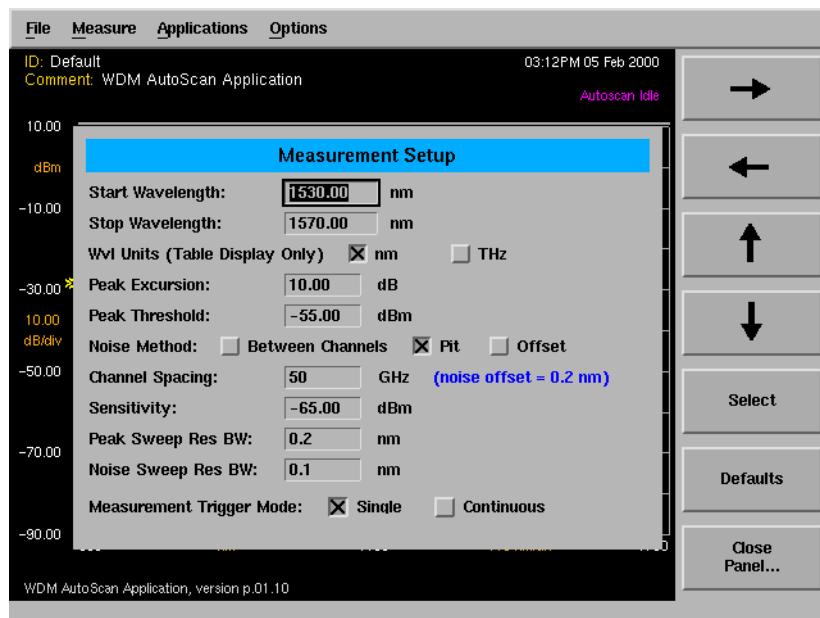 File Measure Applications Options
ID: Default 03:12PM 05 Feb 2000
Comment: WDM AutoScan Application
Autoscan Idle
10.00
Measurement Setup
dBm
Start Wavelength: 1530.00 nm
-10.00
Stop Wavelength: 1570.00 nm
Wvl Units (Table Display Only) nm THz
-30.00 Peak Excursion: 10.00 dB
10.00 Peak Threshold: -55.00 dBm
dB/div
Noise Method: Between Channels Pit Offset
-50.00 Channel Spacing: 50 GHz (noise offset = 0.2 nm)
Select
Sensitivity: -65.00 dBm
-70.00 Peak Sweep Res BW: 0.2 nm
Noise Sweep Res BW: 0.1 nm
Defaults
Measurement Trigger Mode: Single Continuous
-90.00
Close
Panel...
WDM AutoScan Application, version p.01.10